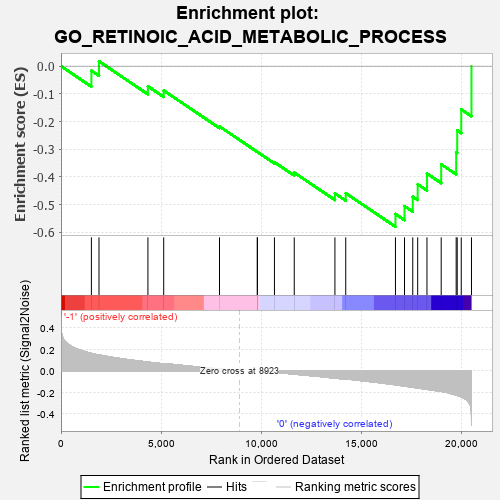 Enrichment plot:
GO_RETINOIC_ACID_METABOLIC_PROCESS
Enrichment score (ES)
0.0
-0.1
-0.2
-0.3
-0.4
-0.5
-0.6
Ranked list metric (Signal2Noise)
'-1' (positively correlated)
0.4
0.2
0.0
-0.2
-0.4
Zero cross at 8923
'0' (negatively correlated)
0
5,000
10,000
15,000
20,000
Rank in Ordered Dataset
Enrichment profile
Hits
Ranking metric scores